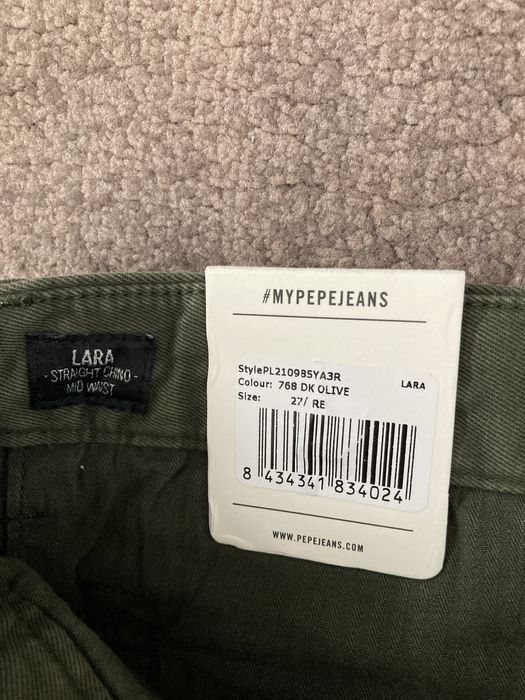 #MYPEPEJEANS
LARA
- STRAIGHT CHINO -
MID WAIST
StylePL210985YA3R
Colour: 768 DK OLIVE LARA
Size: 27/ RE
8 434341 834024
WWW.PEPEJEANS.COM